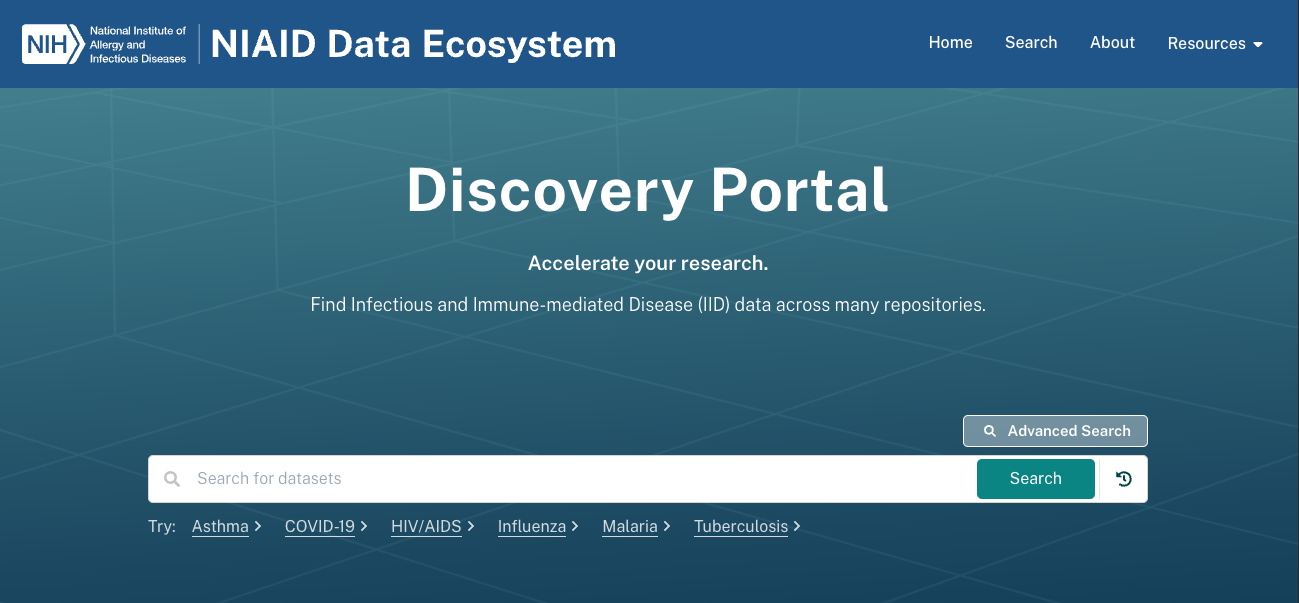 NIH
National Institute of
Allergy and
Infectious Diseases
NIAID Data Ecosystem
Home Search About Resources
Discovery Portal
Accelerate your research.
Find Infectious and Immune-mediated Disease (IID) data across many repositories.
Advanced Search
Search for datasets Search
Try: Asthma COVID-19 HIV/AIDS Influenza Malaria Tuberculosis